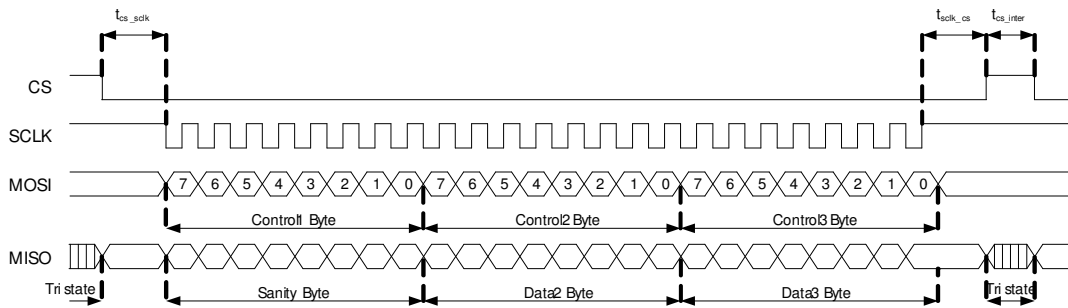 tcs_sclk tsclk_cs tcs_inter
CS
SCLK
MOSI 7 6 5 4 3 2 1 0 7 6 5 4 3 2 1 0 7 6 5 4 3 2 1 0
Control1 Byte Control2 Byte Control3 Byte
MISO
Tri state Sanity Byte Data2 Byte Data3 Byte Tri state